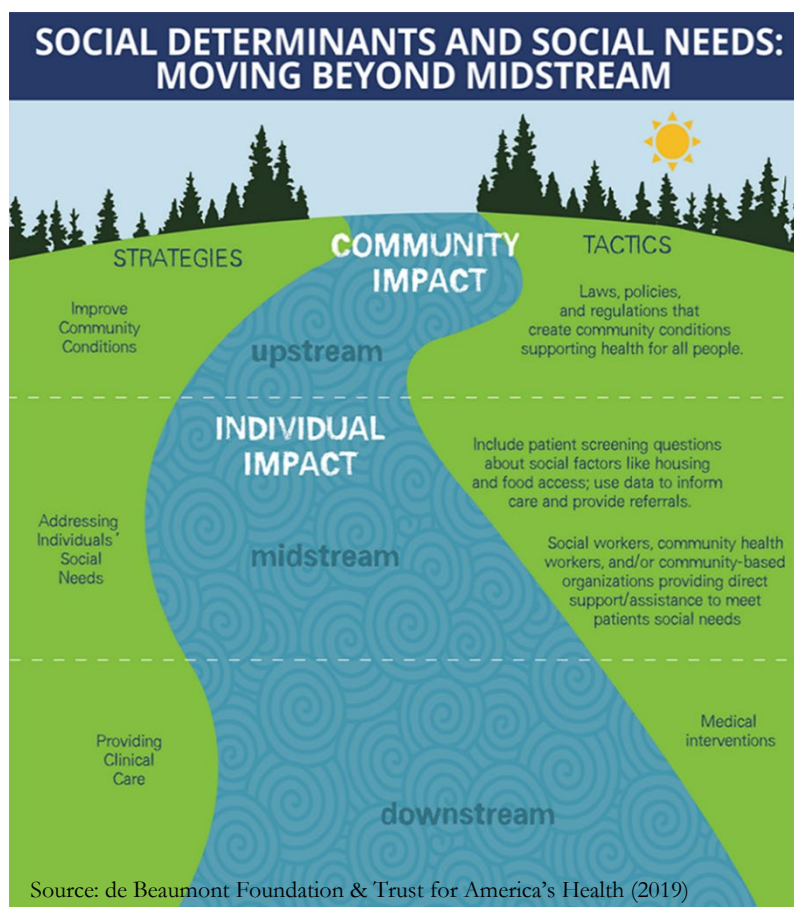 SOCIAL DETERMINANTS AND SOCIAL NEEDS:
MOVING BEYOND MIDSTREAM
STRATEGIES
COMMUNITY
IMPACT
TACTICS
Improve
Community
Conditions
upstream
Laws, policies,
and regulations that
create community conditions
supporting health for all people.
INDIVIDUAL
IMPACT
Addressing
Individuals'
Social
Needs
midstream
Include patient screening questions
about social factors like housing
and food access; use data to inform
care and provide referrals.
Social workers, community health
workers, and/or community-based
organizations providing direct
support/assistance to meet
patients social needs
Providing
Clinical
Care
downstream
Medical
interventions
Source: de Beaumont Foundation & Trust for America's Health (2019)